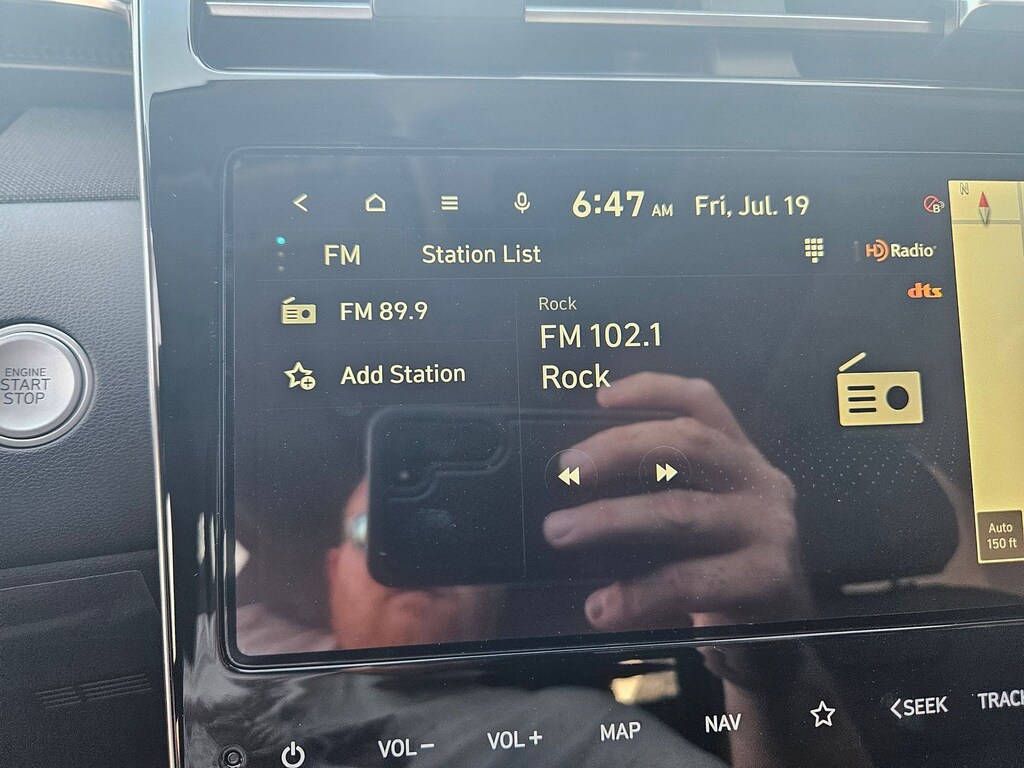 6:47 AM Fri, Jul. 19
N
FM Station List
HD Radio
dts
FM 89.9
Rock
FM 102.1
Add Station
Rock
ENGINE
START
STOP
Auto
150 ft
VOL− VOL+ MAP NAV <SEEK TRACK